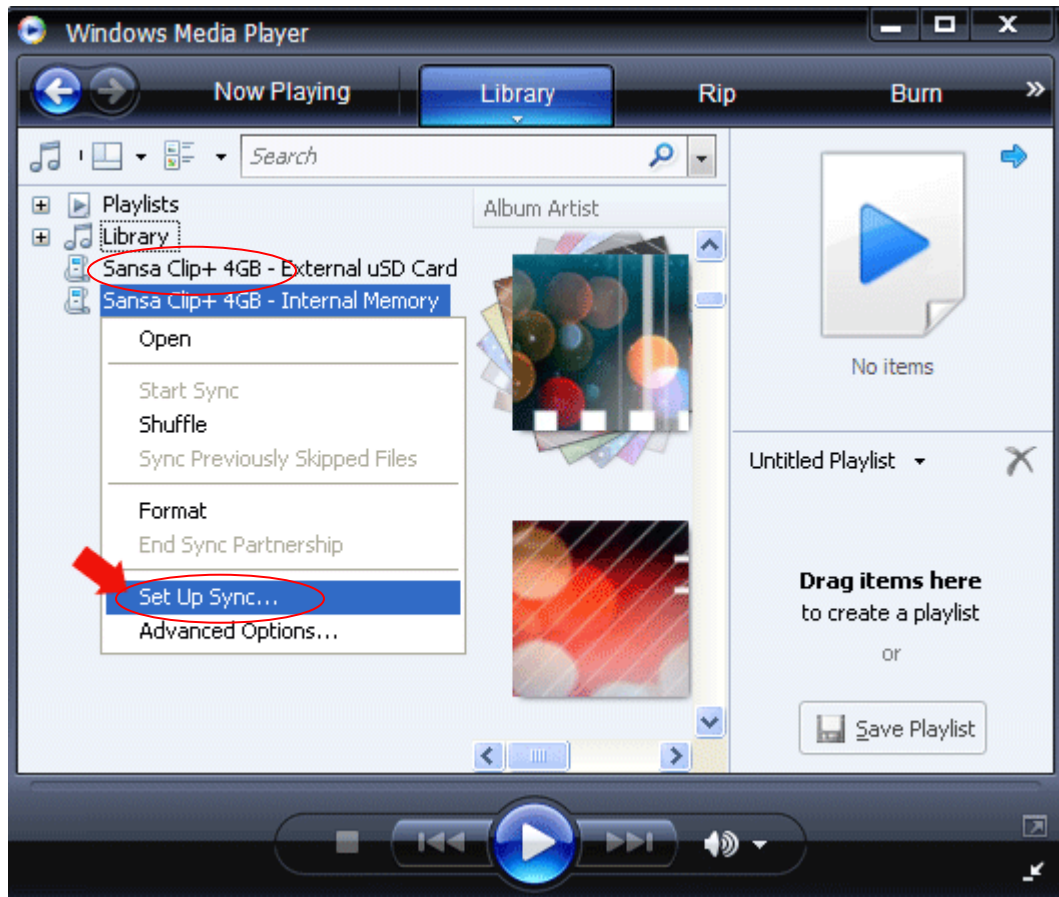 Windows Media Player
Now Playing
Library
Rip
Burn
»
Search
Playlists
Album Artist
Library
Sansa Clip+ 4GB - External uSD Card
Sansa Clip+ 4GB - Internal Memory
Open
Start Sync
Shuffle
Sync Previously Skipped Files
Format
End Sync Partnership
Set Up Sync...
Advanced Options...
No items
Untitled Playlist
Drag items here
to create a playlist
or
Save Playlist